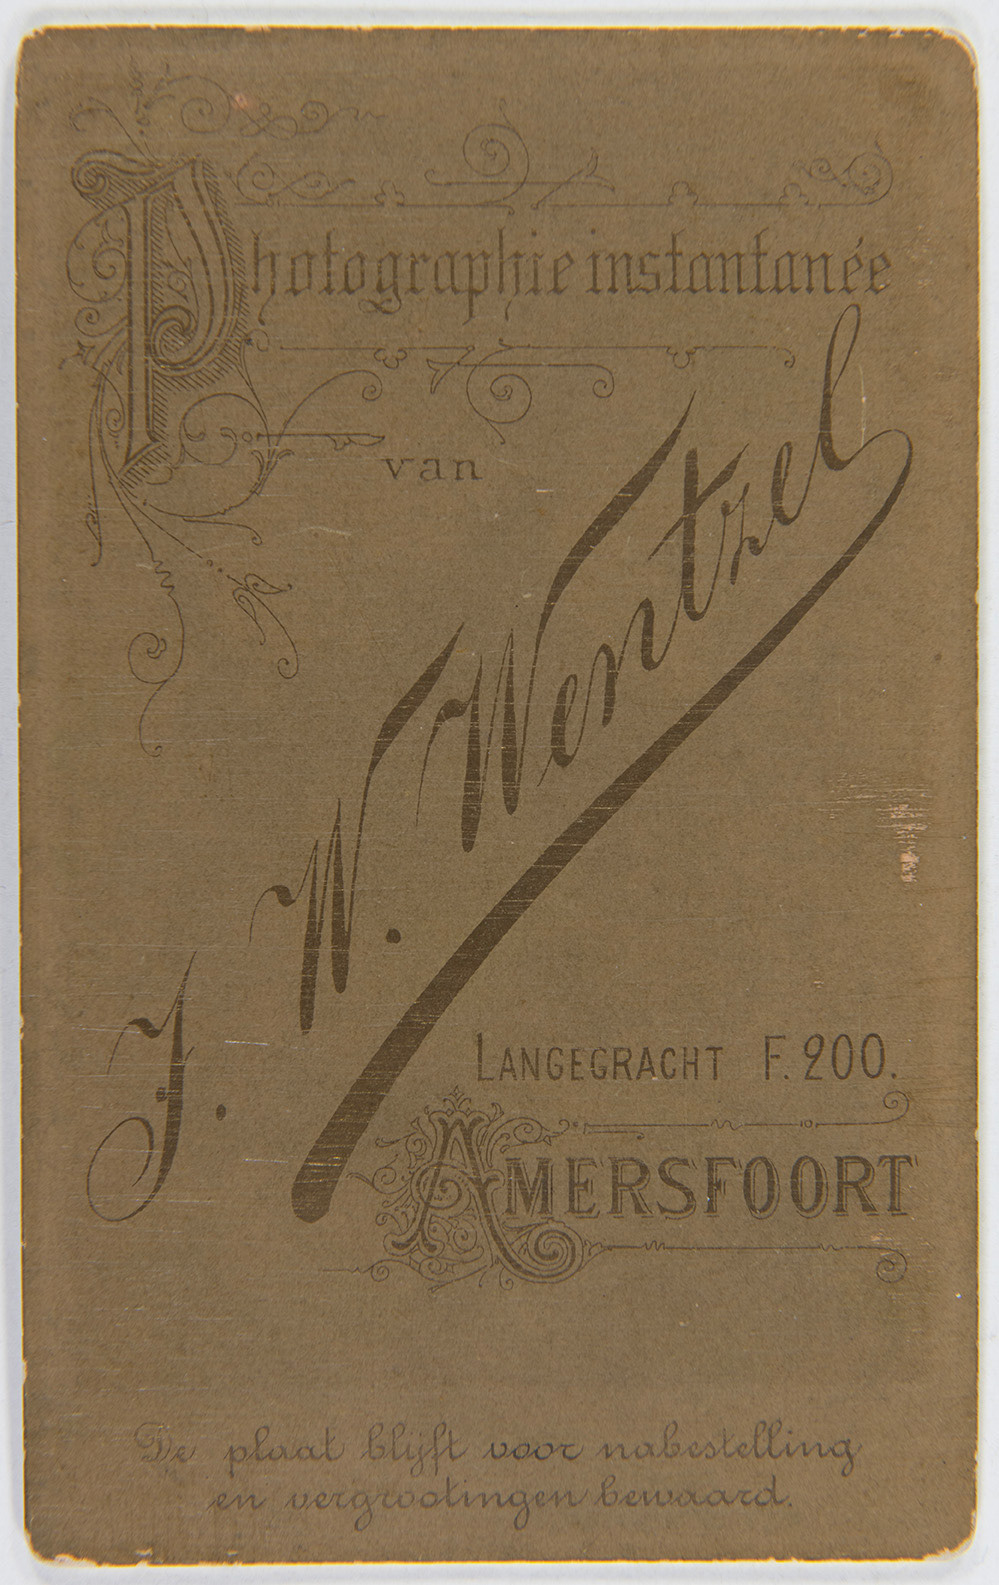 Photographie instantanée
van
J. W. Wentzel
LANGEGRACHT F. 200.
AMERSFOORT
De plaat blijft voor nabestelling
en vergrootingen bewaard.